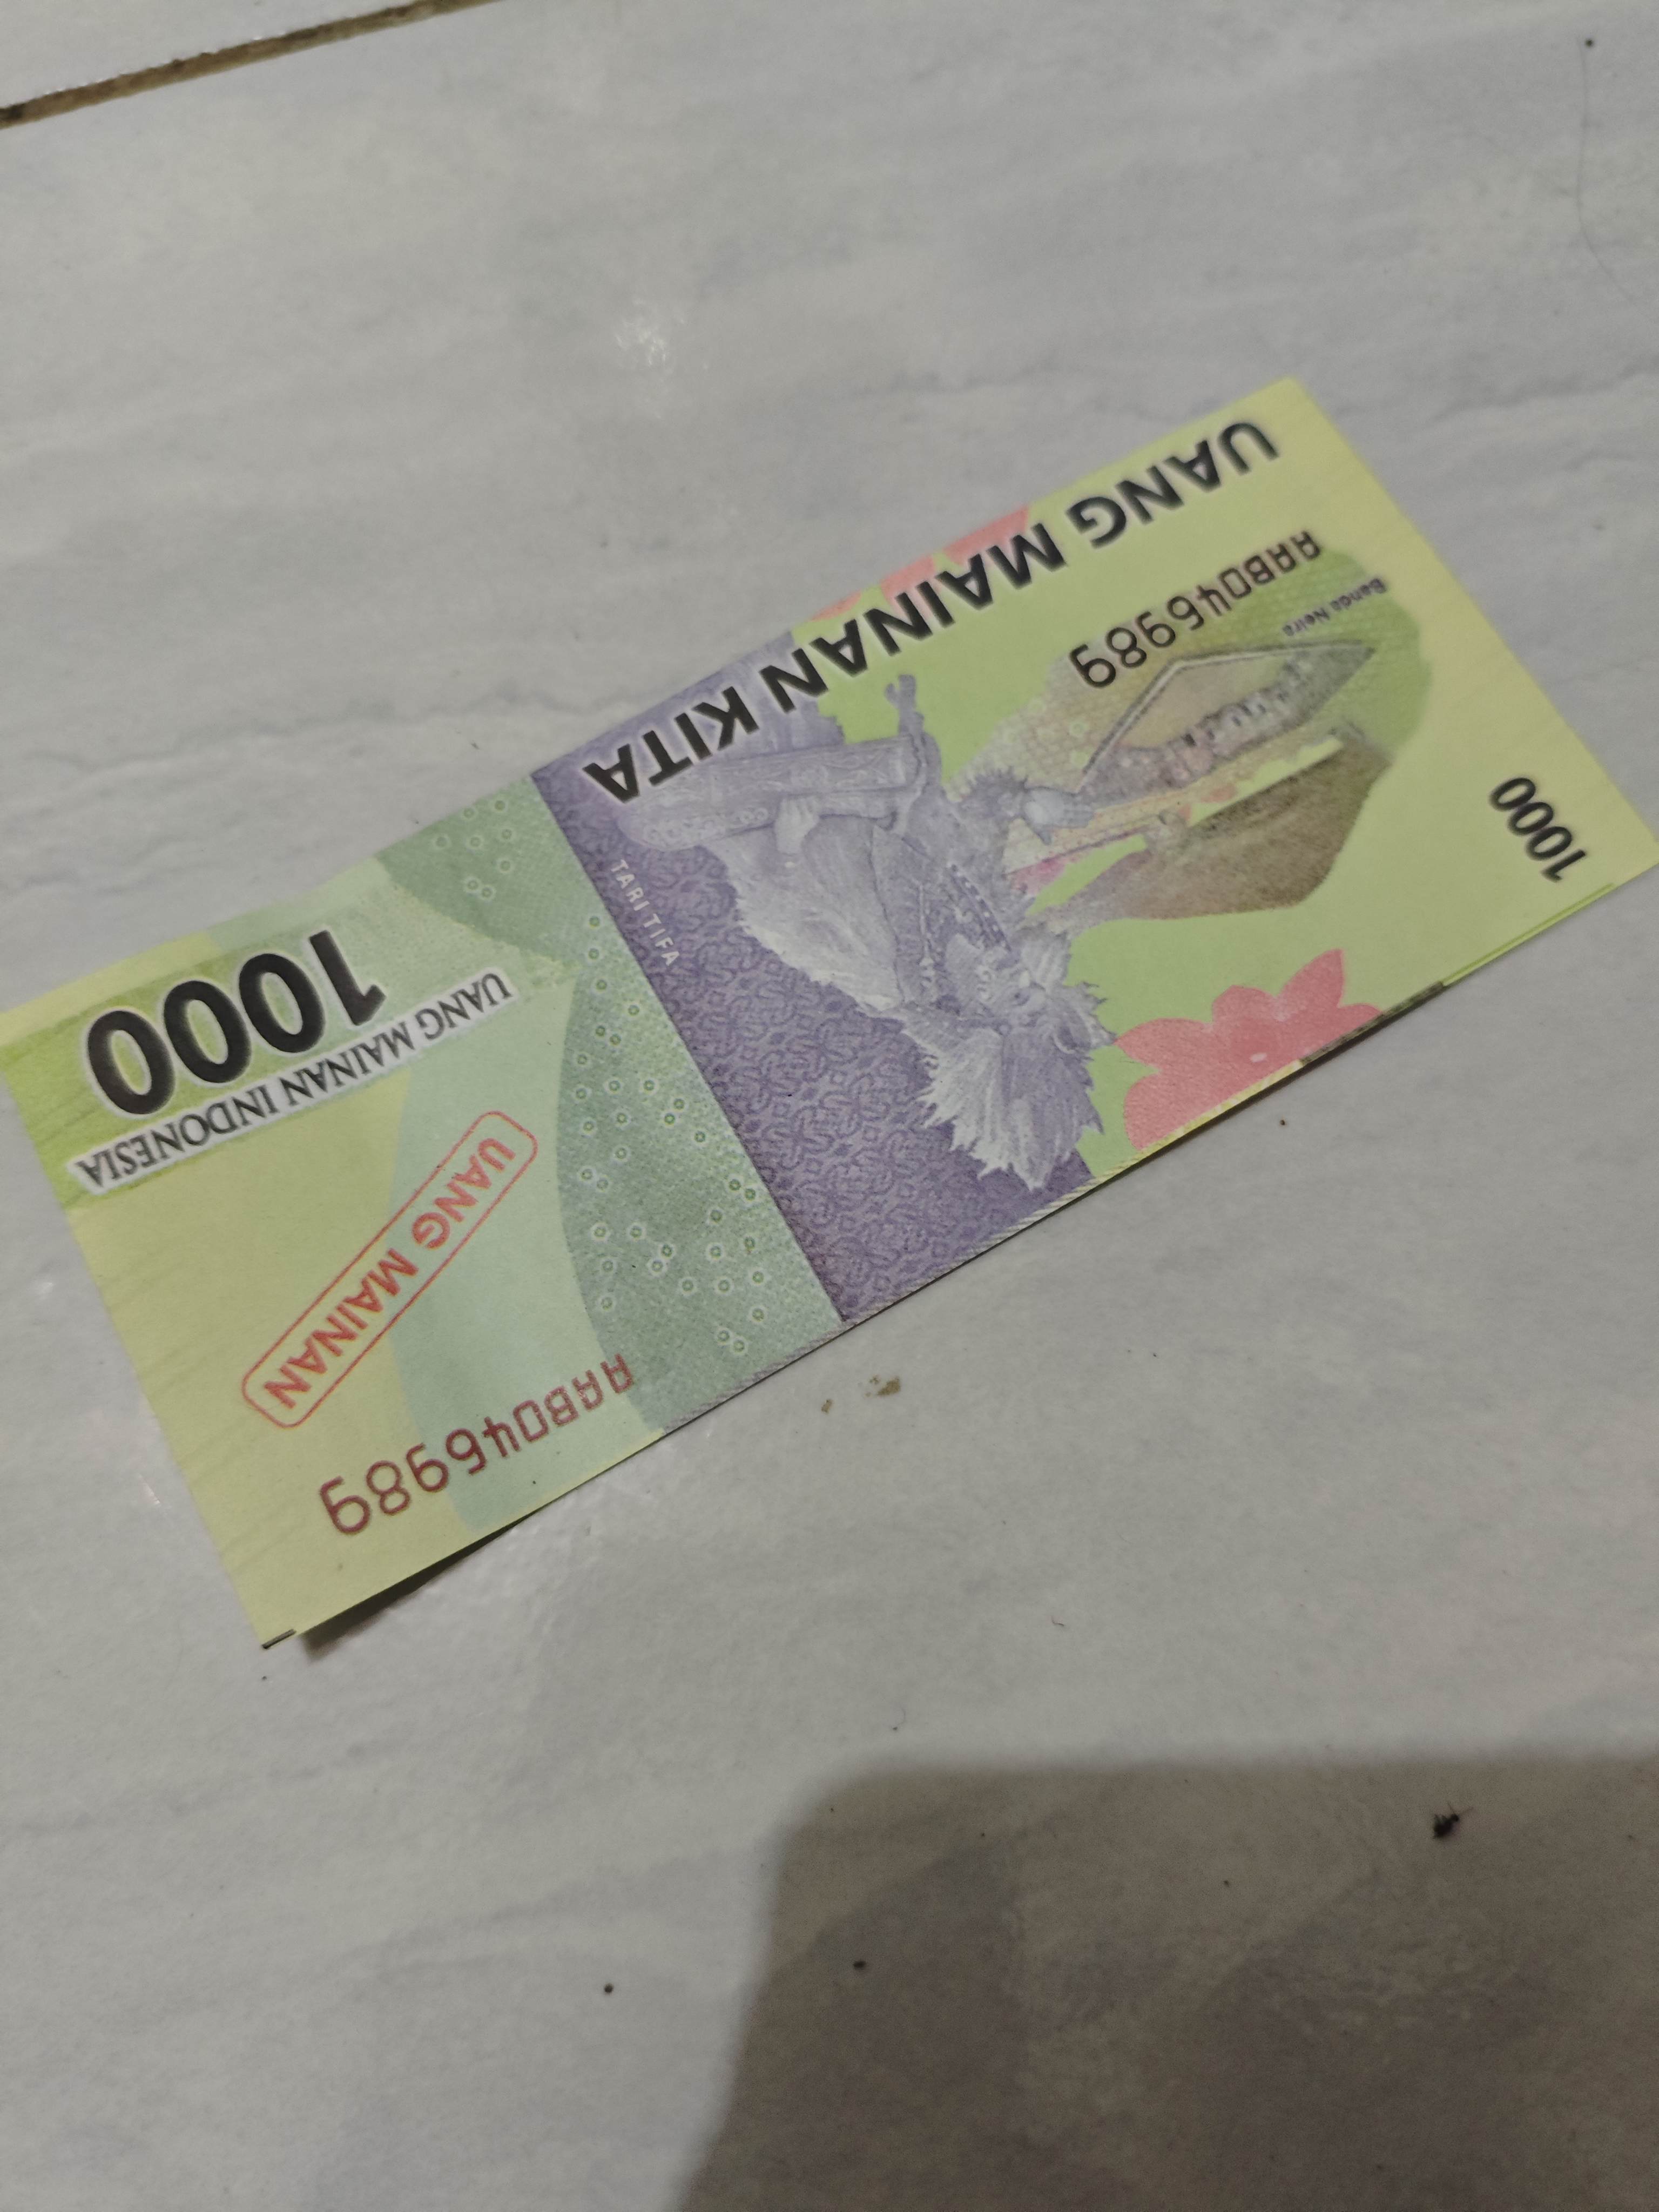 UANG MAINAN INDONESIA
1000
UANG MAINAN
AAB046989
TARI TIFA
UANG MAINAN KITA
AAB046989
Banda Neira
1000